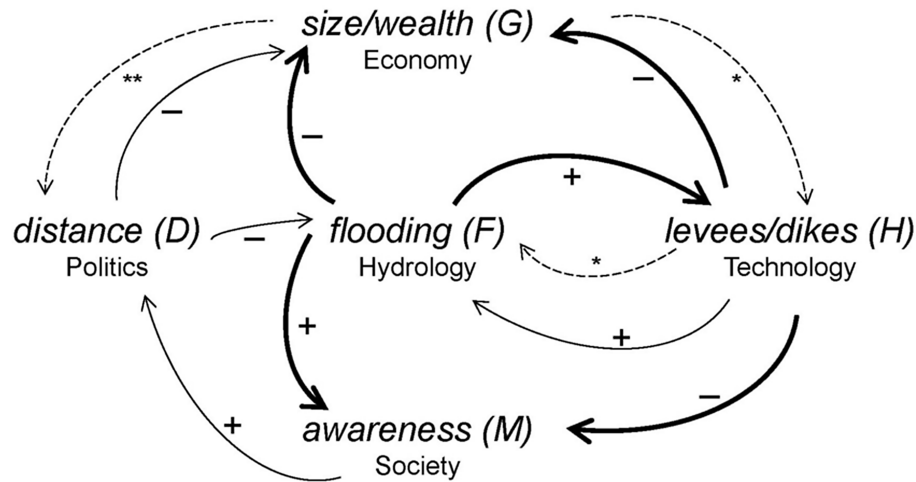 size/wealth (G)
Economy
**
–
–
–
*
+
distance (D)
Politics
–
flooding (F)
Hydrology
levees/dikes (H)
Technology
*
+
+
–
+
awareness (M)
Society